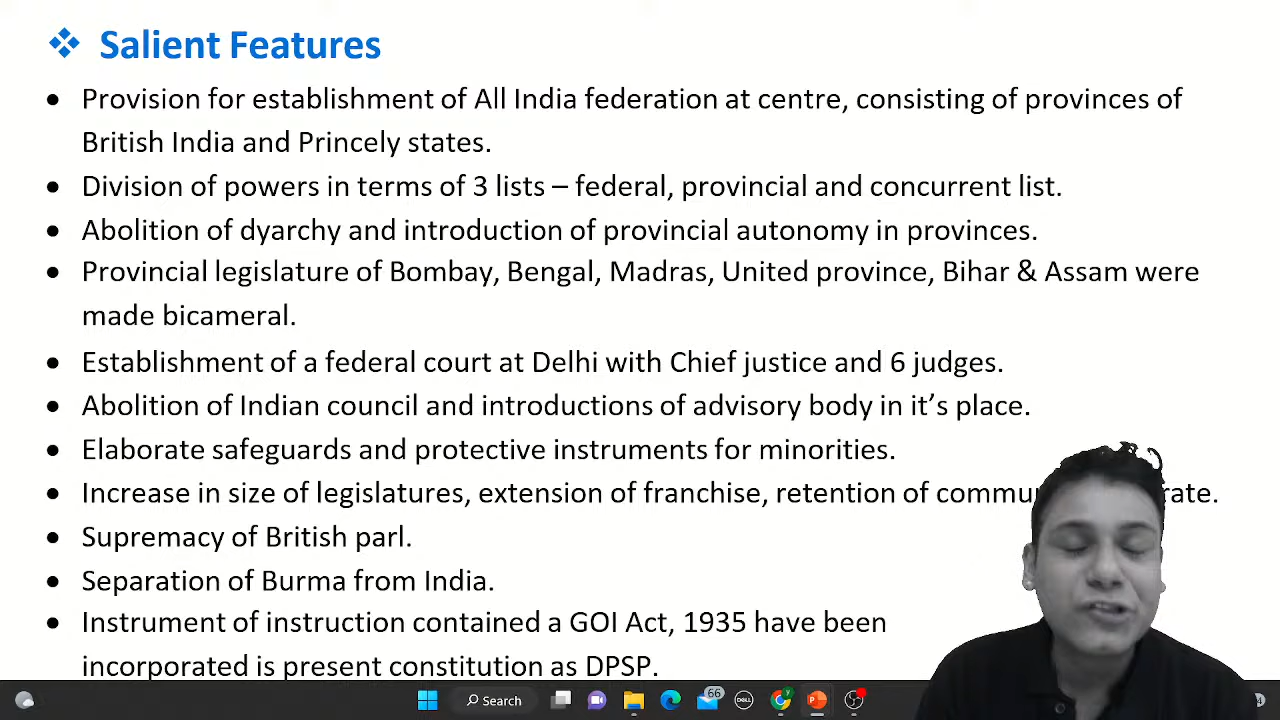 Salient Features
Provision for establishment of All India federation at centre, consisting of provinces of
British India and Princely states.
Division of powers in terms of 3 lists – federal, provincial and concurrent list.
Abolition of dyarchy and introduction of provincial autonomy in provinces.
Provincial legislature of Bombay, Bengal, Madras, United province, Bihar & Assam were
made bicameral.
Establishment of a federal court at Delhi with Chief justice and 6 judges.
Abolition of Indian council and introductions of advisory body in it’s place.
Elaborate safeguards and protective instruments for minorities.
Increase in size of legislatures, extension of franchise, retention of
Supremacy of British parl.
Separation of Burma from India.
Instrument of instruction contained a GOI Act, 1935 have been
incorporated is present constitution as DPSP.
Search 66 DELL